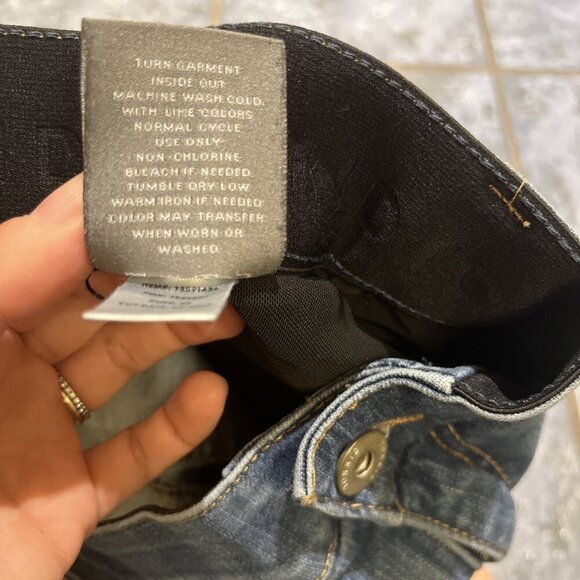 TURN GARMENT
INSIDE OUT
MACHINE WASH COLD.
WITH LIKE COLORS
NORMAL CYCLE
USE ONLY
NON-CHLORINE
BLEACH IF NEEDED
TUMBLE DRY LOW
WARM IRON IF NEEDED
COLOR MAY TRANSFER
WHEN WORN OR
WASHED.